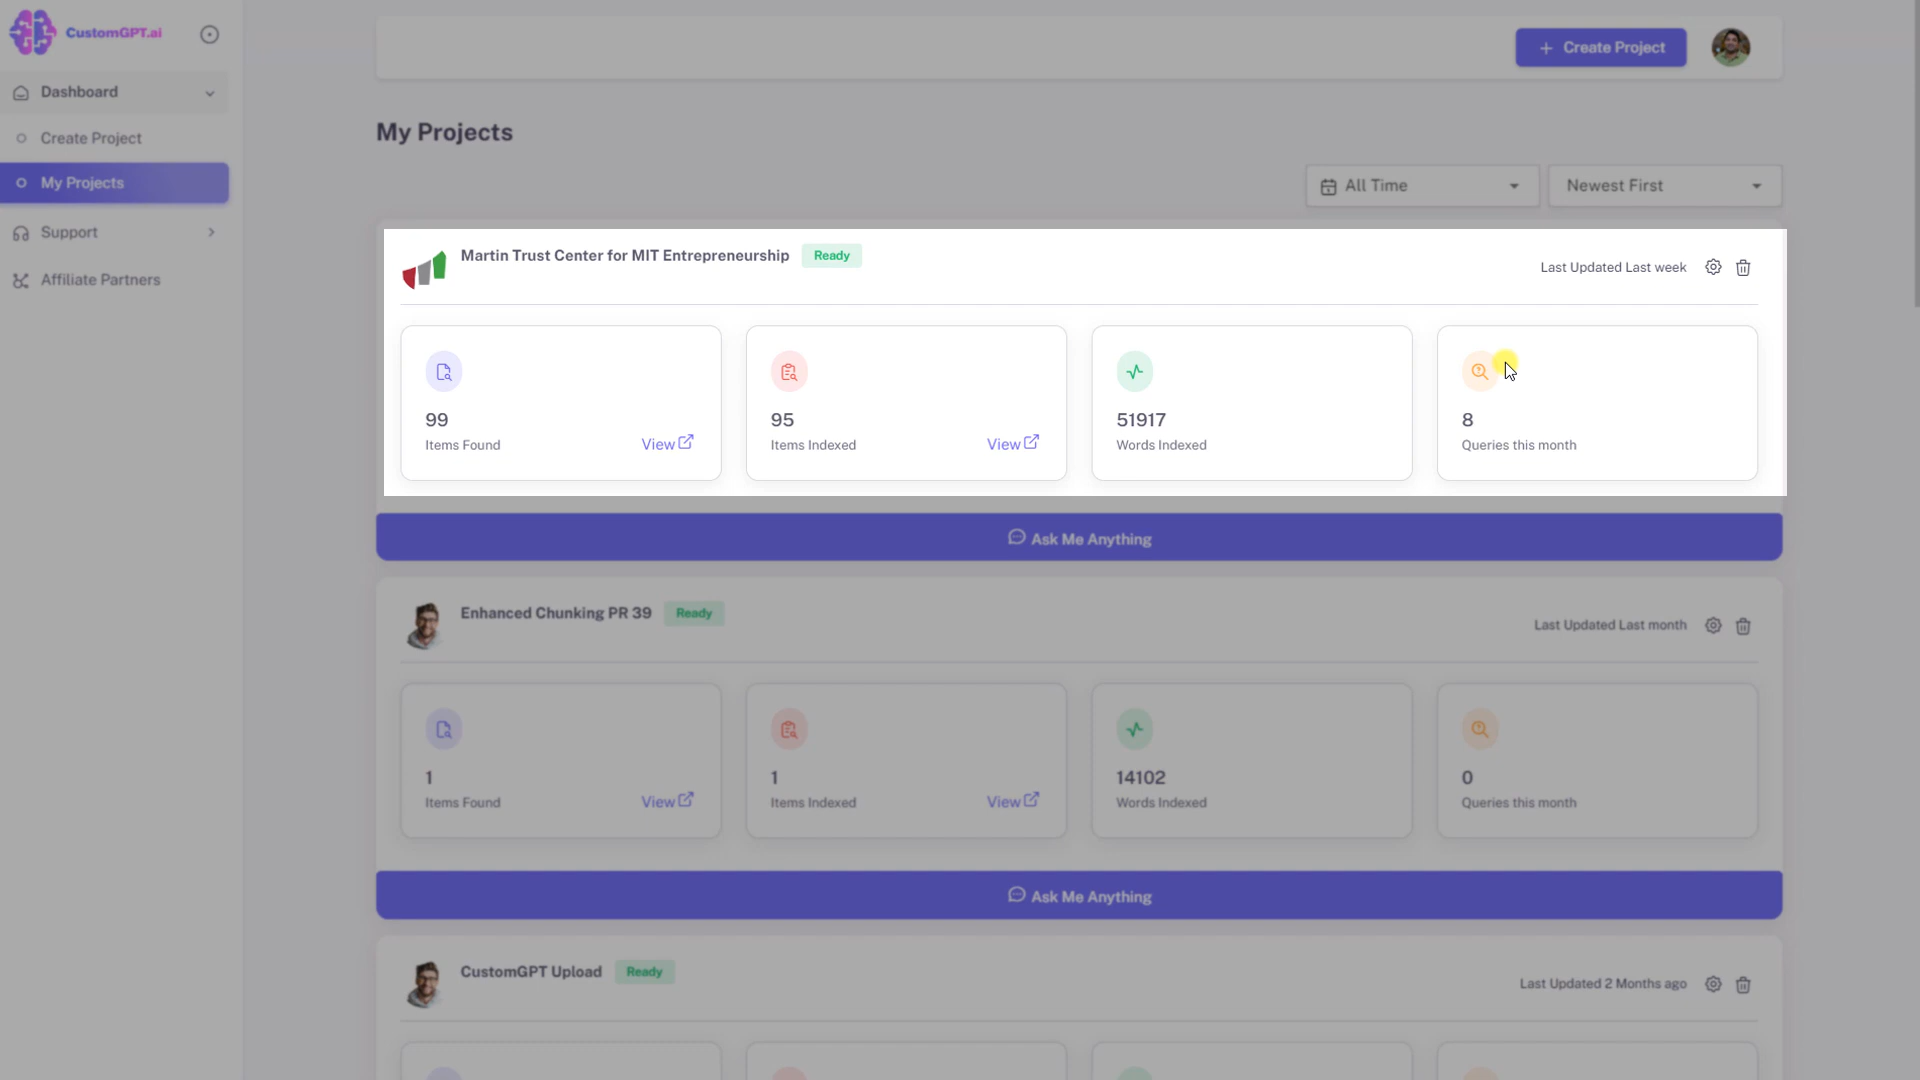 CustomGPT.ai
Create Project
Dashboard
My Projects
Create Project
My Projects
All Time
Newest First
Support
Affiliate Partners
Martin Trust Center for MIT Entrepreneurship
Ready
Last Updated Last week
99
Items Found
View
95
Items Indexed
View
51917
Words Indexed
8
Queries this month
Ask Me Anything
Enhanced Chunking PR 39
Ready
Last Updated Last month
1
Items Found
View
1
Items Indexed
View
14102
Words Indexed
0
Queries this month
Ask Me Anything
CustomGPT Upload
Ready
Last Updated 2 Months ago